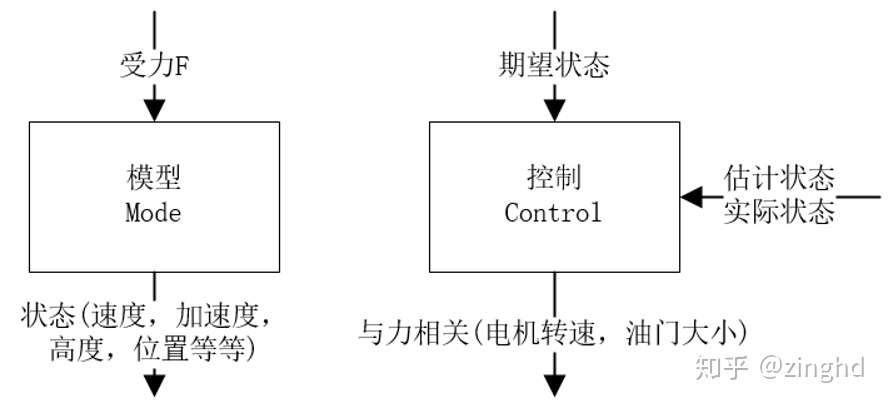 受力F
期望状态
模型
Mode
控制
Control
估计状态
实际状态
状态(速度，加速度，
高度，位置等等)
与力相关(电机转速，油门大小)
知乎 @zinghd